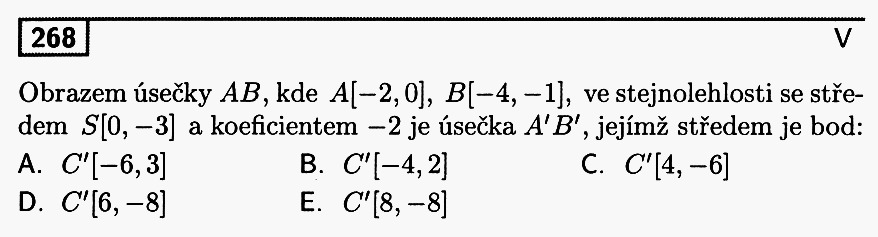 268 V
Obrazem úsečky AB, kde A[−2, 0], B[−4, −1], ve stejnolehlosti se stře-
dem S[0, −3] a koeficientem −2 je úsečka A′B′, jejímž středem je bod:
A. C′[−6, 3] B. C′[−4, 2] C. C′[4, −6]
D. C′[6, −8] E. C′[8, −8]